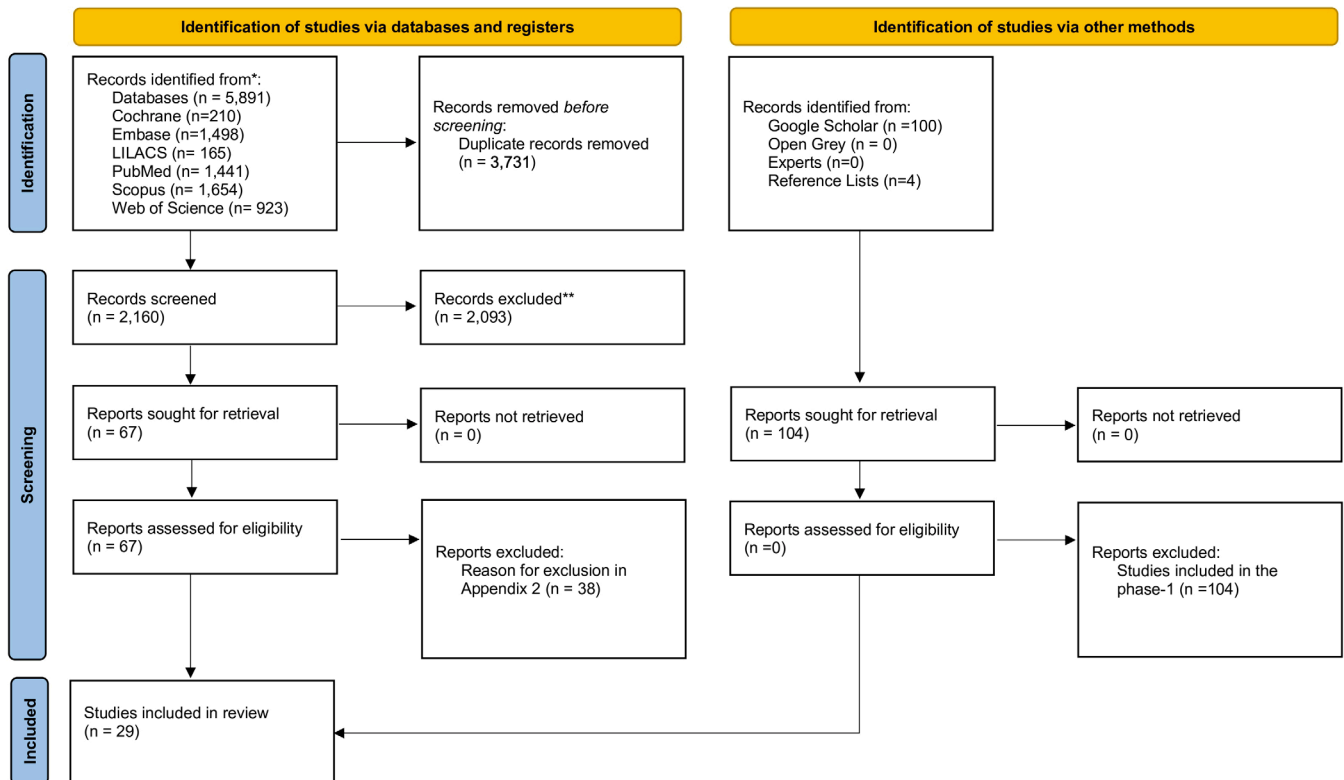 Identification of studies via databases and registers
Identification of studies via other methods
Identification
Records identified from*:
Databases (n = 5,891)
Cochrane (n=210)
Embase (n=1,498)
LILACS (n= 165)
PubMed (n = 1,441)
Scopus (n= 1,654)
Web of Science (n= 923)
Records removed before
screening:
Duplicate records removed
(n = 3,731)
Records identified from:
Google Scholar (n =100)
Open Grey (n = 0)
Experts (n=0)
Reference Lists (n=4)
Screening
Records screened
(n = 2,160)
Records excluded**
(n = 2,093)
Reports sought for retrieval
(n = 67)
Reports not retrieved
(n = 0)
Reports sought for retrieval
(n = 104)
Reports not retrieved
(n = 0)
Reports assessed for eligibility
(n = 67)
Reports excluded:
Reason for exclusion in
Appendix 2 (n = 38)
Reports assessed for eligibility
(n =0)
Reports excluded:
Studies included in the
phase-1 (n =104)
Included
Studies included in review
(n = 29)